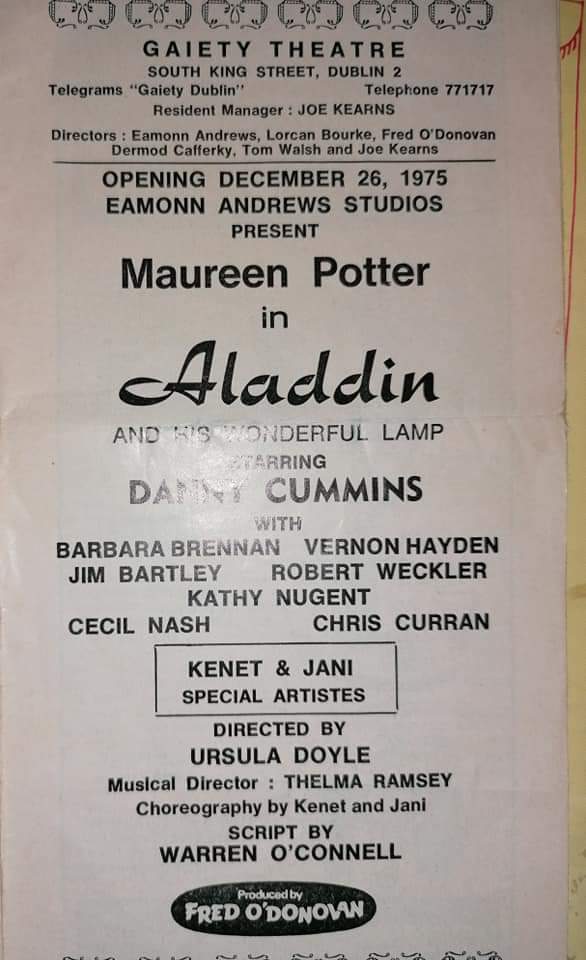 GAIETY THEATRE
SOUTH KING STREET, DUBLIN 2
Telegrams "Gaiety Dublin" Telephone 771717
Resident Manager : JOE KEARNS
Directors : Eamonn Andrews, Lorcan Bourke, Fred O'Donovan
Dermod Cafferky, Tom Walsh and Joe Kearns
OPENING DECEMBER 26, 1975
EAMONN ANDREWS STUDIOS
PRESENT
Maureen Potter
in
Aladdin
AND HIS WONDERFUL LAMP
STARRING
DANNY CUMMINS
WITH
BARBARA BRENNAN VERNON HAYDEN
JIM BARTLEY ROBERT WECKLER
KATHY NUGENT
CECIL NASH CHRIS CURRAN
KENET & JANI
SPECIAL ARTISTES
DIRECTED BY
URSULA DOYLE
Musical Director : THELMA RAMSEY
Choreography by Kenet and Jani
SCRIPT BY
WARREN O'CONNELL
Produced by
FRED O'DONOVAN